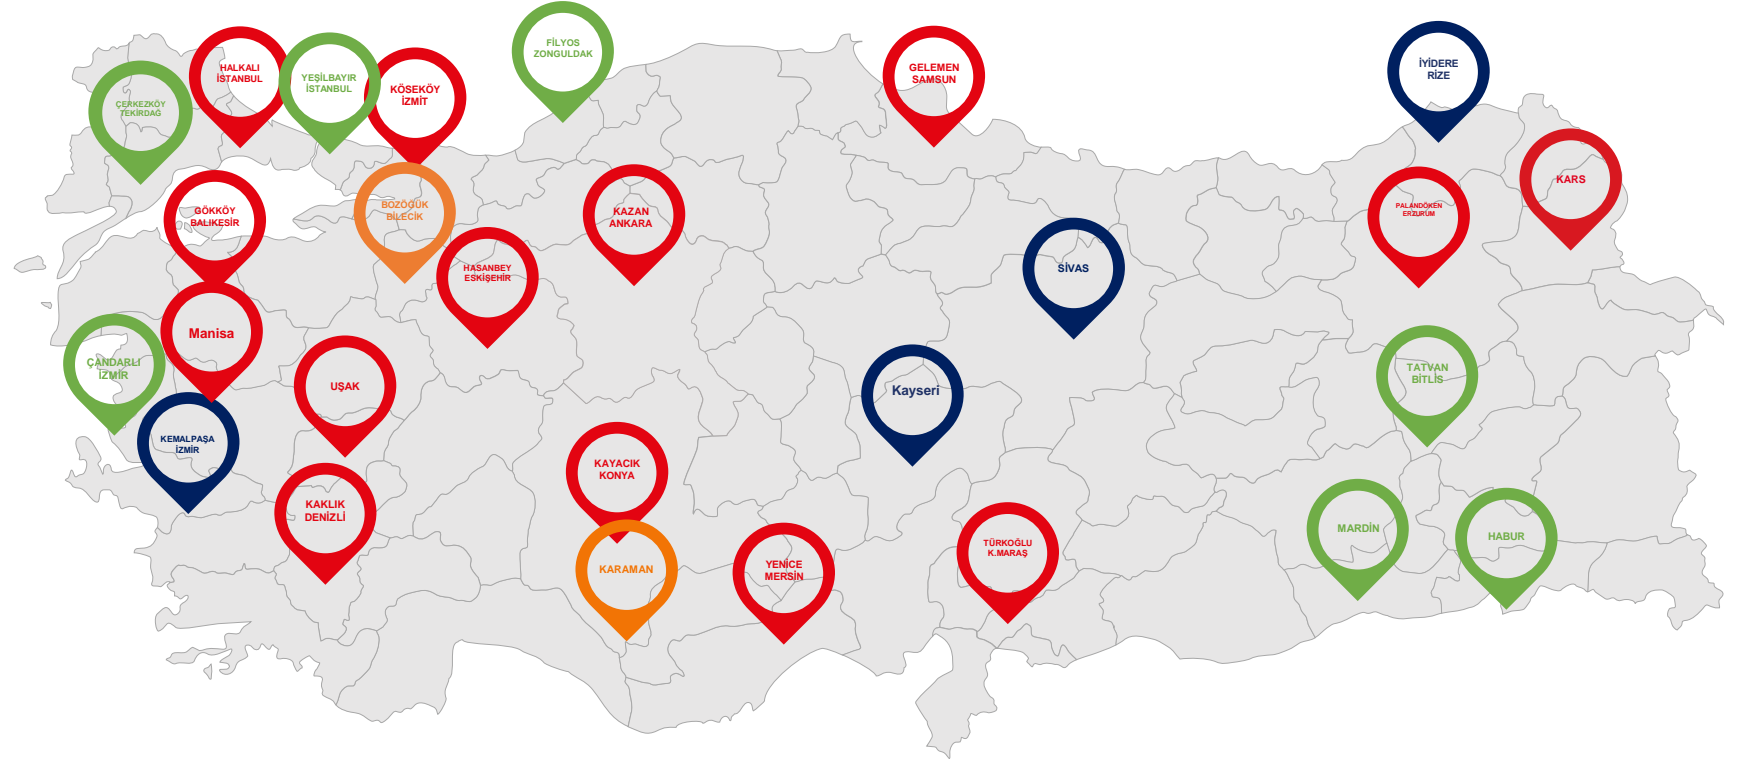 FİLYOS
ZONGULDAK
HALKALI
İSTANBUL
YEŞİLBAYIR
İSTANBUL
KÖSEKÖY
İZMİT
GELEMEN
SAMSUN
İYİDERE
RİZE
ÇERKEZKÖY
TEKİRDAĞ
KARS
GÖKKÖY
BALIKESİR
BOZÖĞÜK
BİLECİK
KAZAN
ANKARA
PALANDÖKEN
ERZURUM
HASANBEY
ESKİŞEHİR
SİVAS
Manisa
ÇANDARLI
İZMİR
UŞAK
Kayseri
TATVAN
BİTLİS
KEMALPAŞA
İZMİR
KAYACIK
KONYA
KAKLIK
DENİZLİ
MARDİN
HABUR
TÜRKOĞLU
K.MARAŞ
KARAMAN
YENİCE
MERSİN